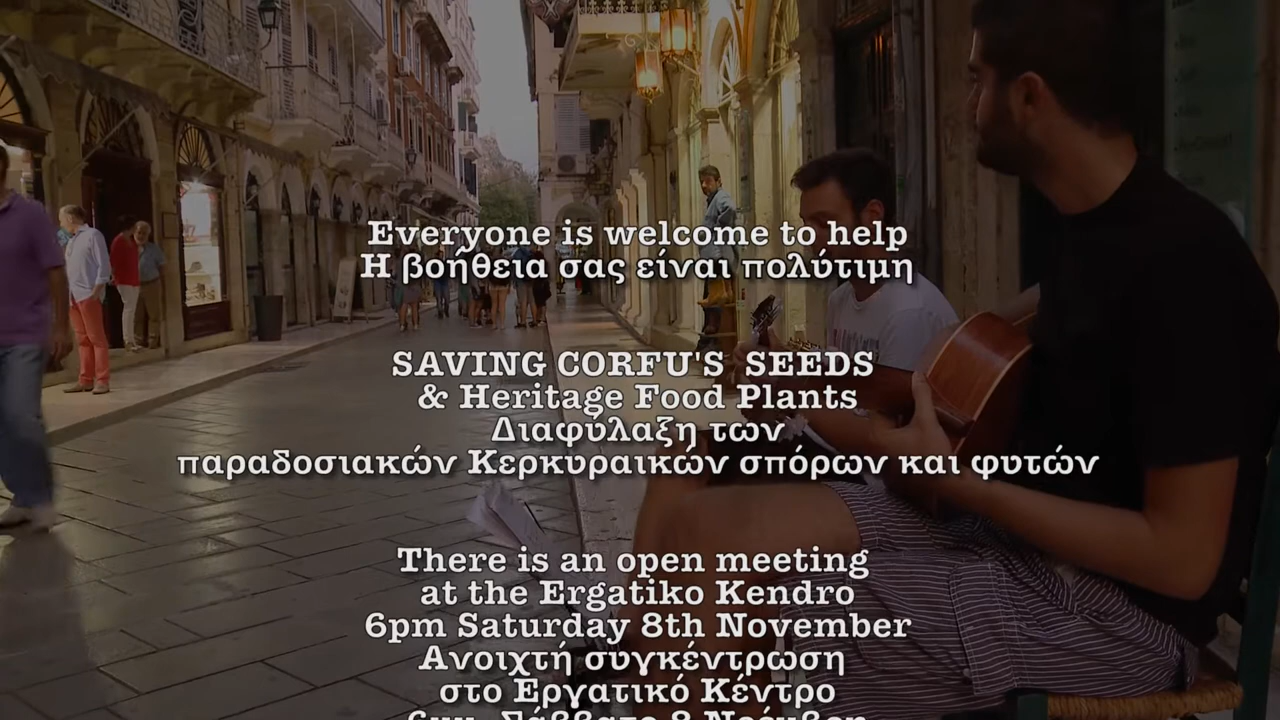 Everyone is welcome to help
Η βοήθεια σας είναι πολύτιμη
SAVING CORFU'S SEEDS
& Heritage Food Plants
Διαφύλαξη των
παραδοσιακών Κερκυραικών σπόρων και φυτών
There is an open meeting
at the Ergatiko Kendro
6pm Saturday 8th November
Ανοιχτή συγκέντρωση
στο Εργατικό Κέντρο